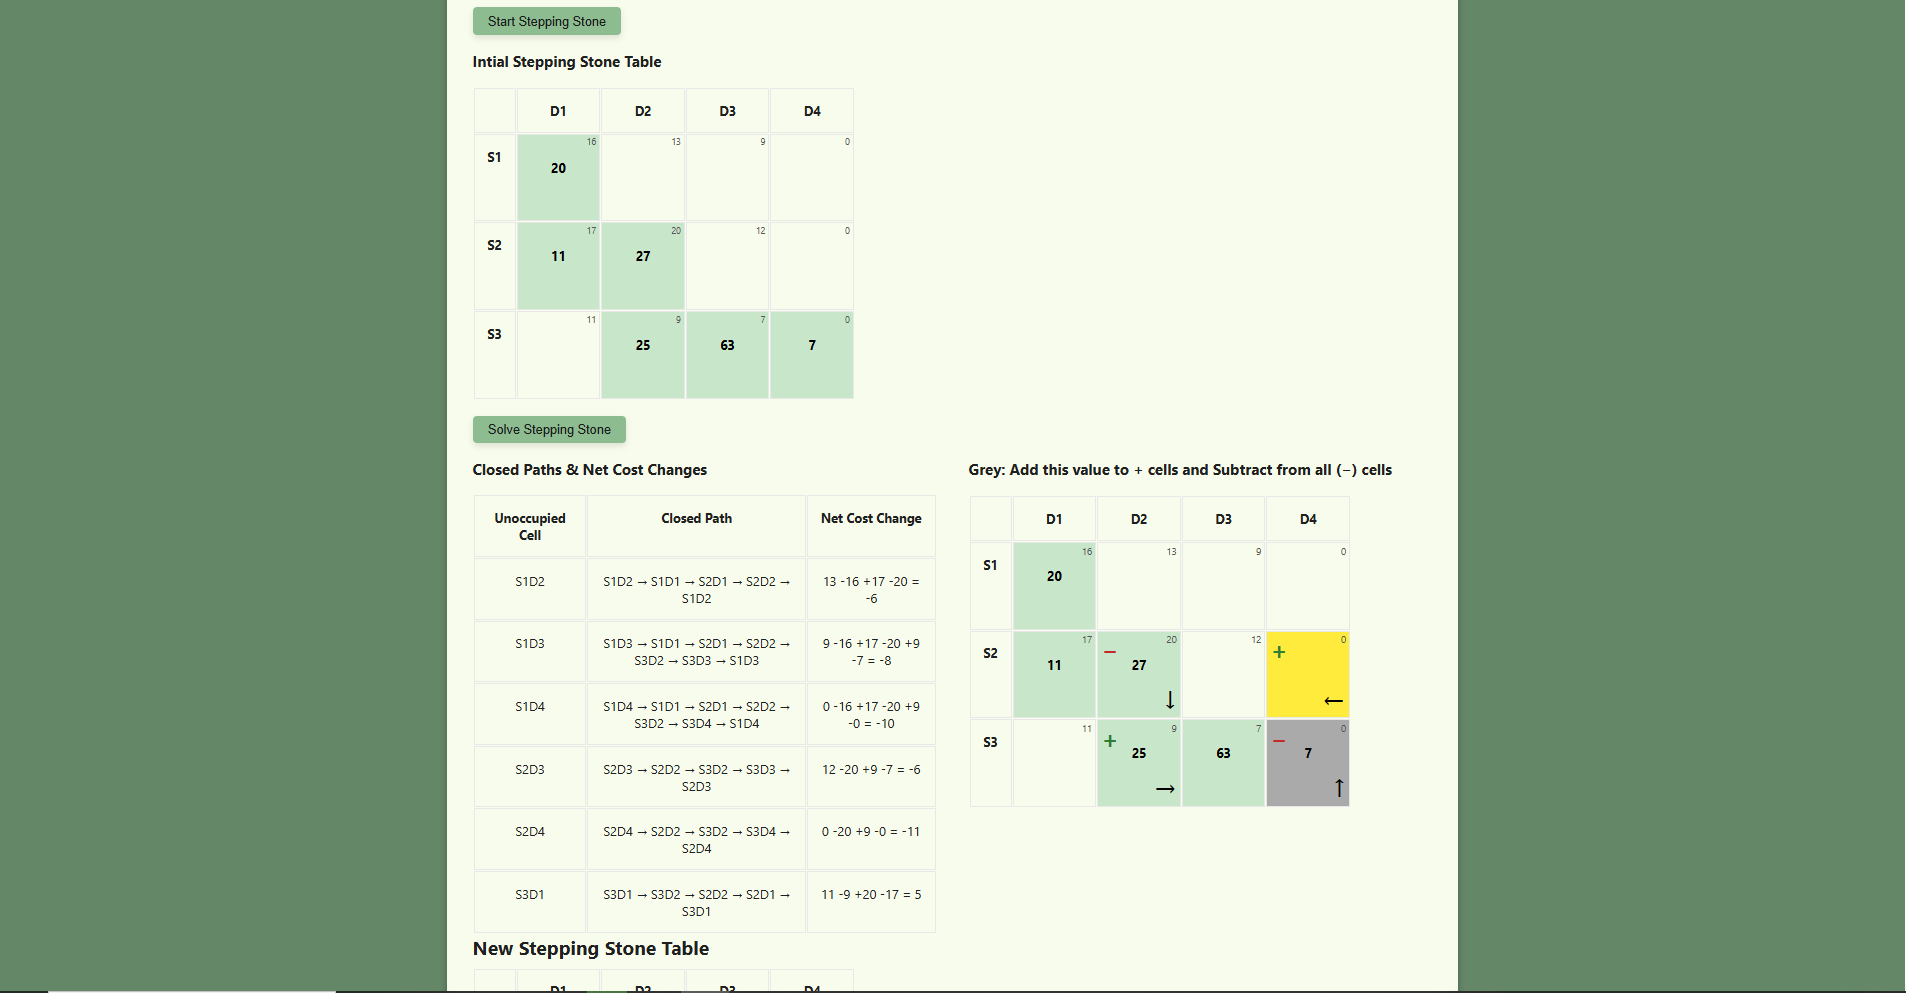 Start Stepping Stone
Intial Stepping Stone Table
D1 D2 D3 D4
16 13 9 0
S1 20
17 20 12 0
S2 11 27
11 9 7 0
S3 25 63 7
Solve Stepping Stone
Closed Paths & Net Cost Changes
Unoccupied Closed Path Net Cost Change
Cell
S1D2 S1D2 → S1D1 → S2D1 → S2D2 → 13 -16 +17 -20 =
S1D2 -6
S1D3 S1D3 → S1D1 → S2D1 → S2D2 → 9 -16 +17 -20 +9
S3D2 → S3D3 → S1D3 -7 = -8
S1D4 S1D4 → S1D1 → S2D1 → S2D2 → 0 -16 +17 -20 +9
S3D2 → S3D4 → S1D4 -0 = -10
S2D3 S2D3 → S2D2 → S3D2 → S3D3 → 12 -20 +9 -7 = -6
S2D3
S2D4 S2D4 → S2D2 → S3D2 → S3D4 → 0 -20 +9 -0 = -11
S2D4
S3D1 S3D1 → S3D2 → S2D2 → S2D1 → 11 -9 +20 -17 = 5
S3D1
Grey: Add this value to + cells and Subtract from all (−) cells
D1 D2 D3 D4
16 13 9 0
S1 20
17 20 12 0
S2 11 − 27 +
↓ ←
11 9 7 0
S3 + 25 63 − 7
→ ↑
New Stepping Stone Table
D1 D2 D3 D4